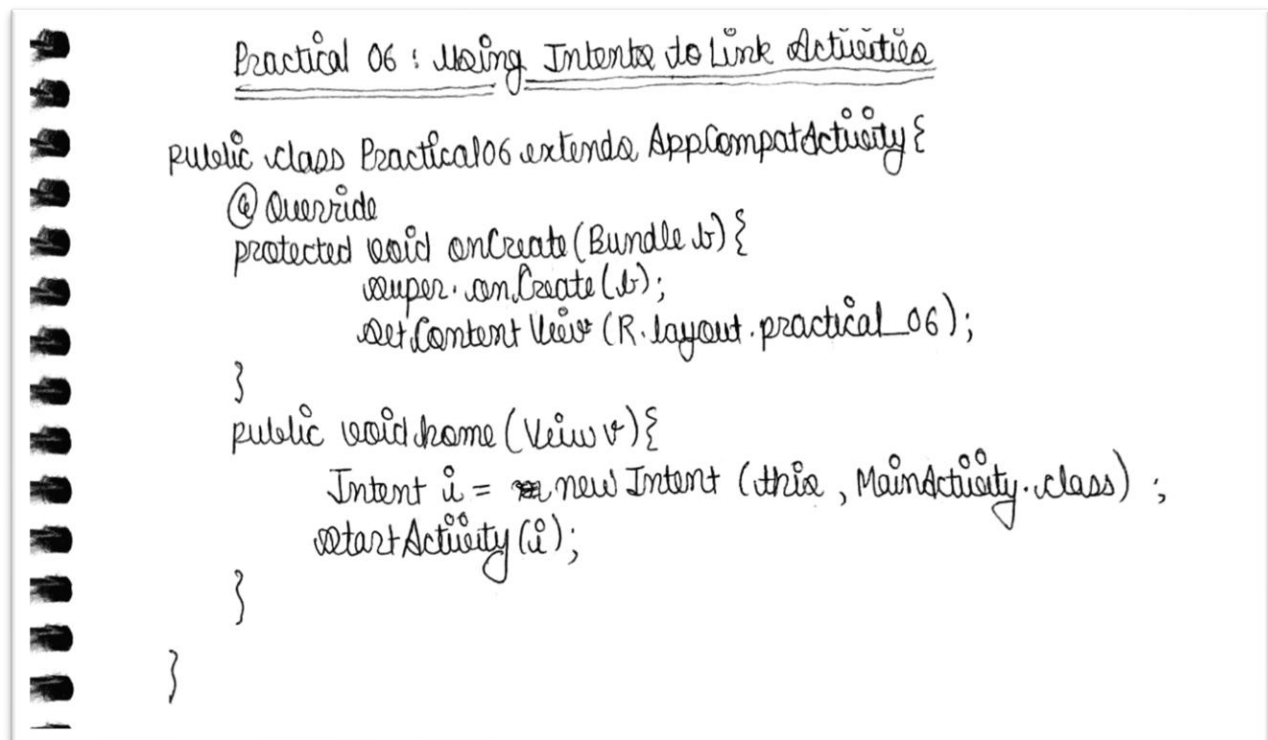 Practical 06 : Using Intents to Link Activities
public class Practical06 extends AppCompatActivity{
@Override
protected void onCreate(Bundle b){
super.onCreate(b);
setContentView(R.layout.practical_06);
}
public void home(Veiw v){
Intent i = new Intent (this, MainActivity.class) ;
startActivity(i);
}
}